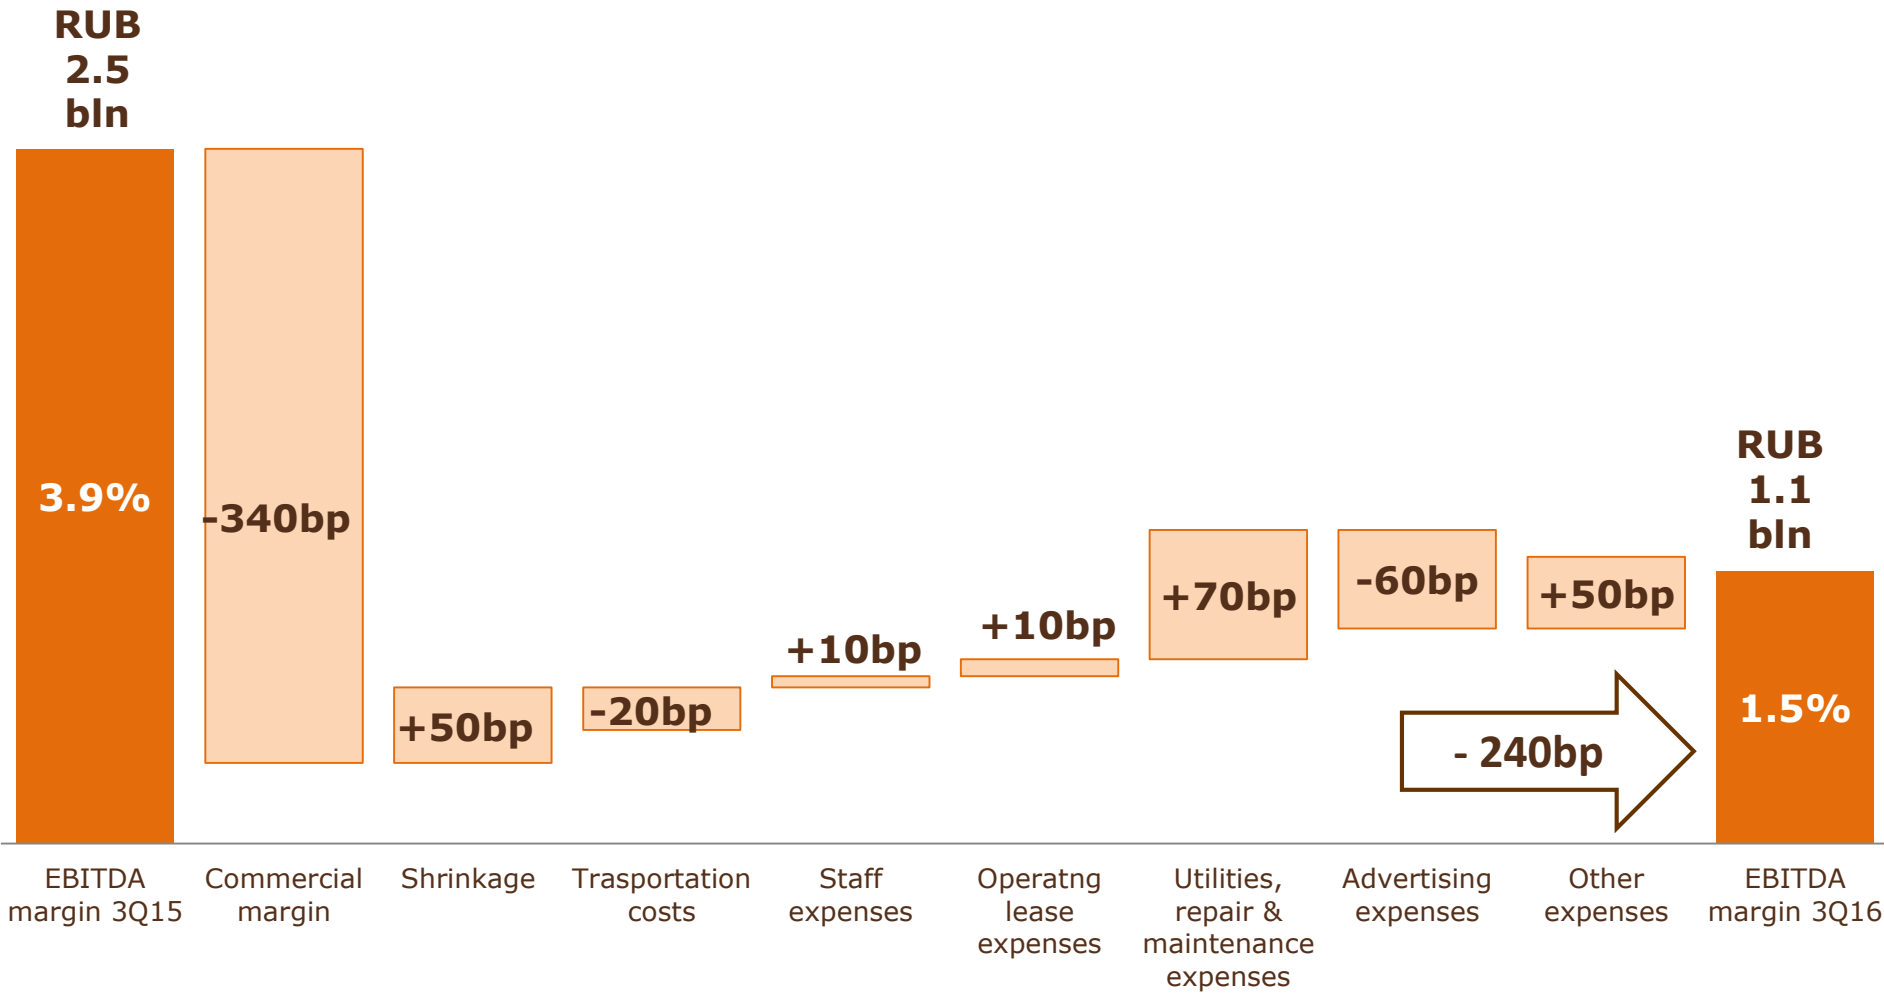 RUB
2.5
bln
3.9%
-340bp
+50bp
-20bp
+10bp
+10bp
+70bp
-60bp
+50bp
RUB
1.1
bln
1.5%
- 240bp
EBITDA
margin 3Q15
Commercial
margin
Shrinkage
Trasportation
costs
Staff
expenses
Operatng
lease
expenses
Utilities,
repair &
maintenance
expenses
Advertising
expenses
Other
expenses
EBITDA
margin 3Q16